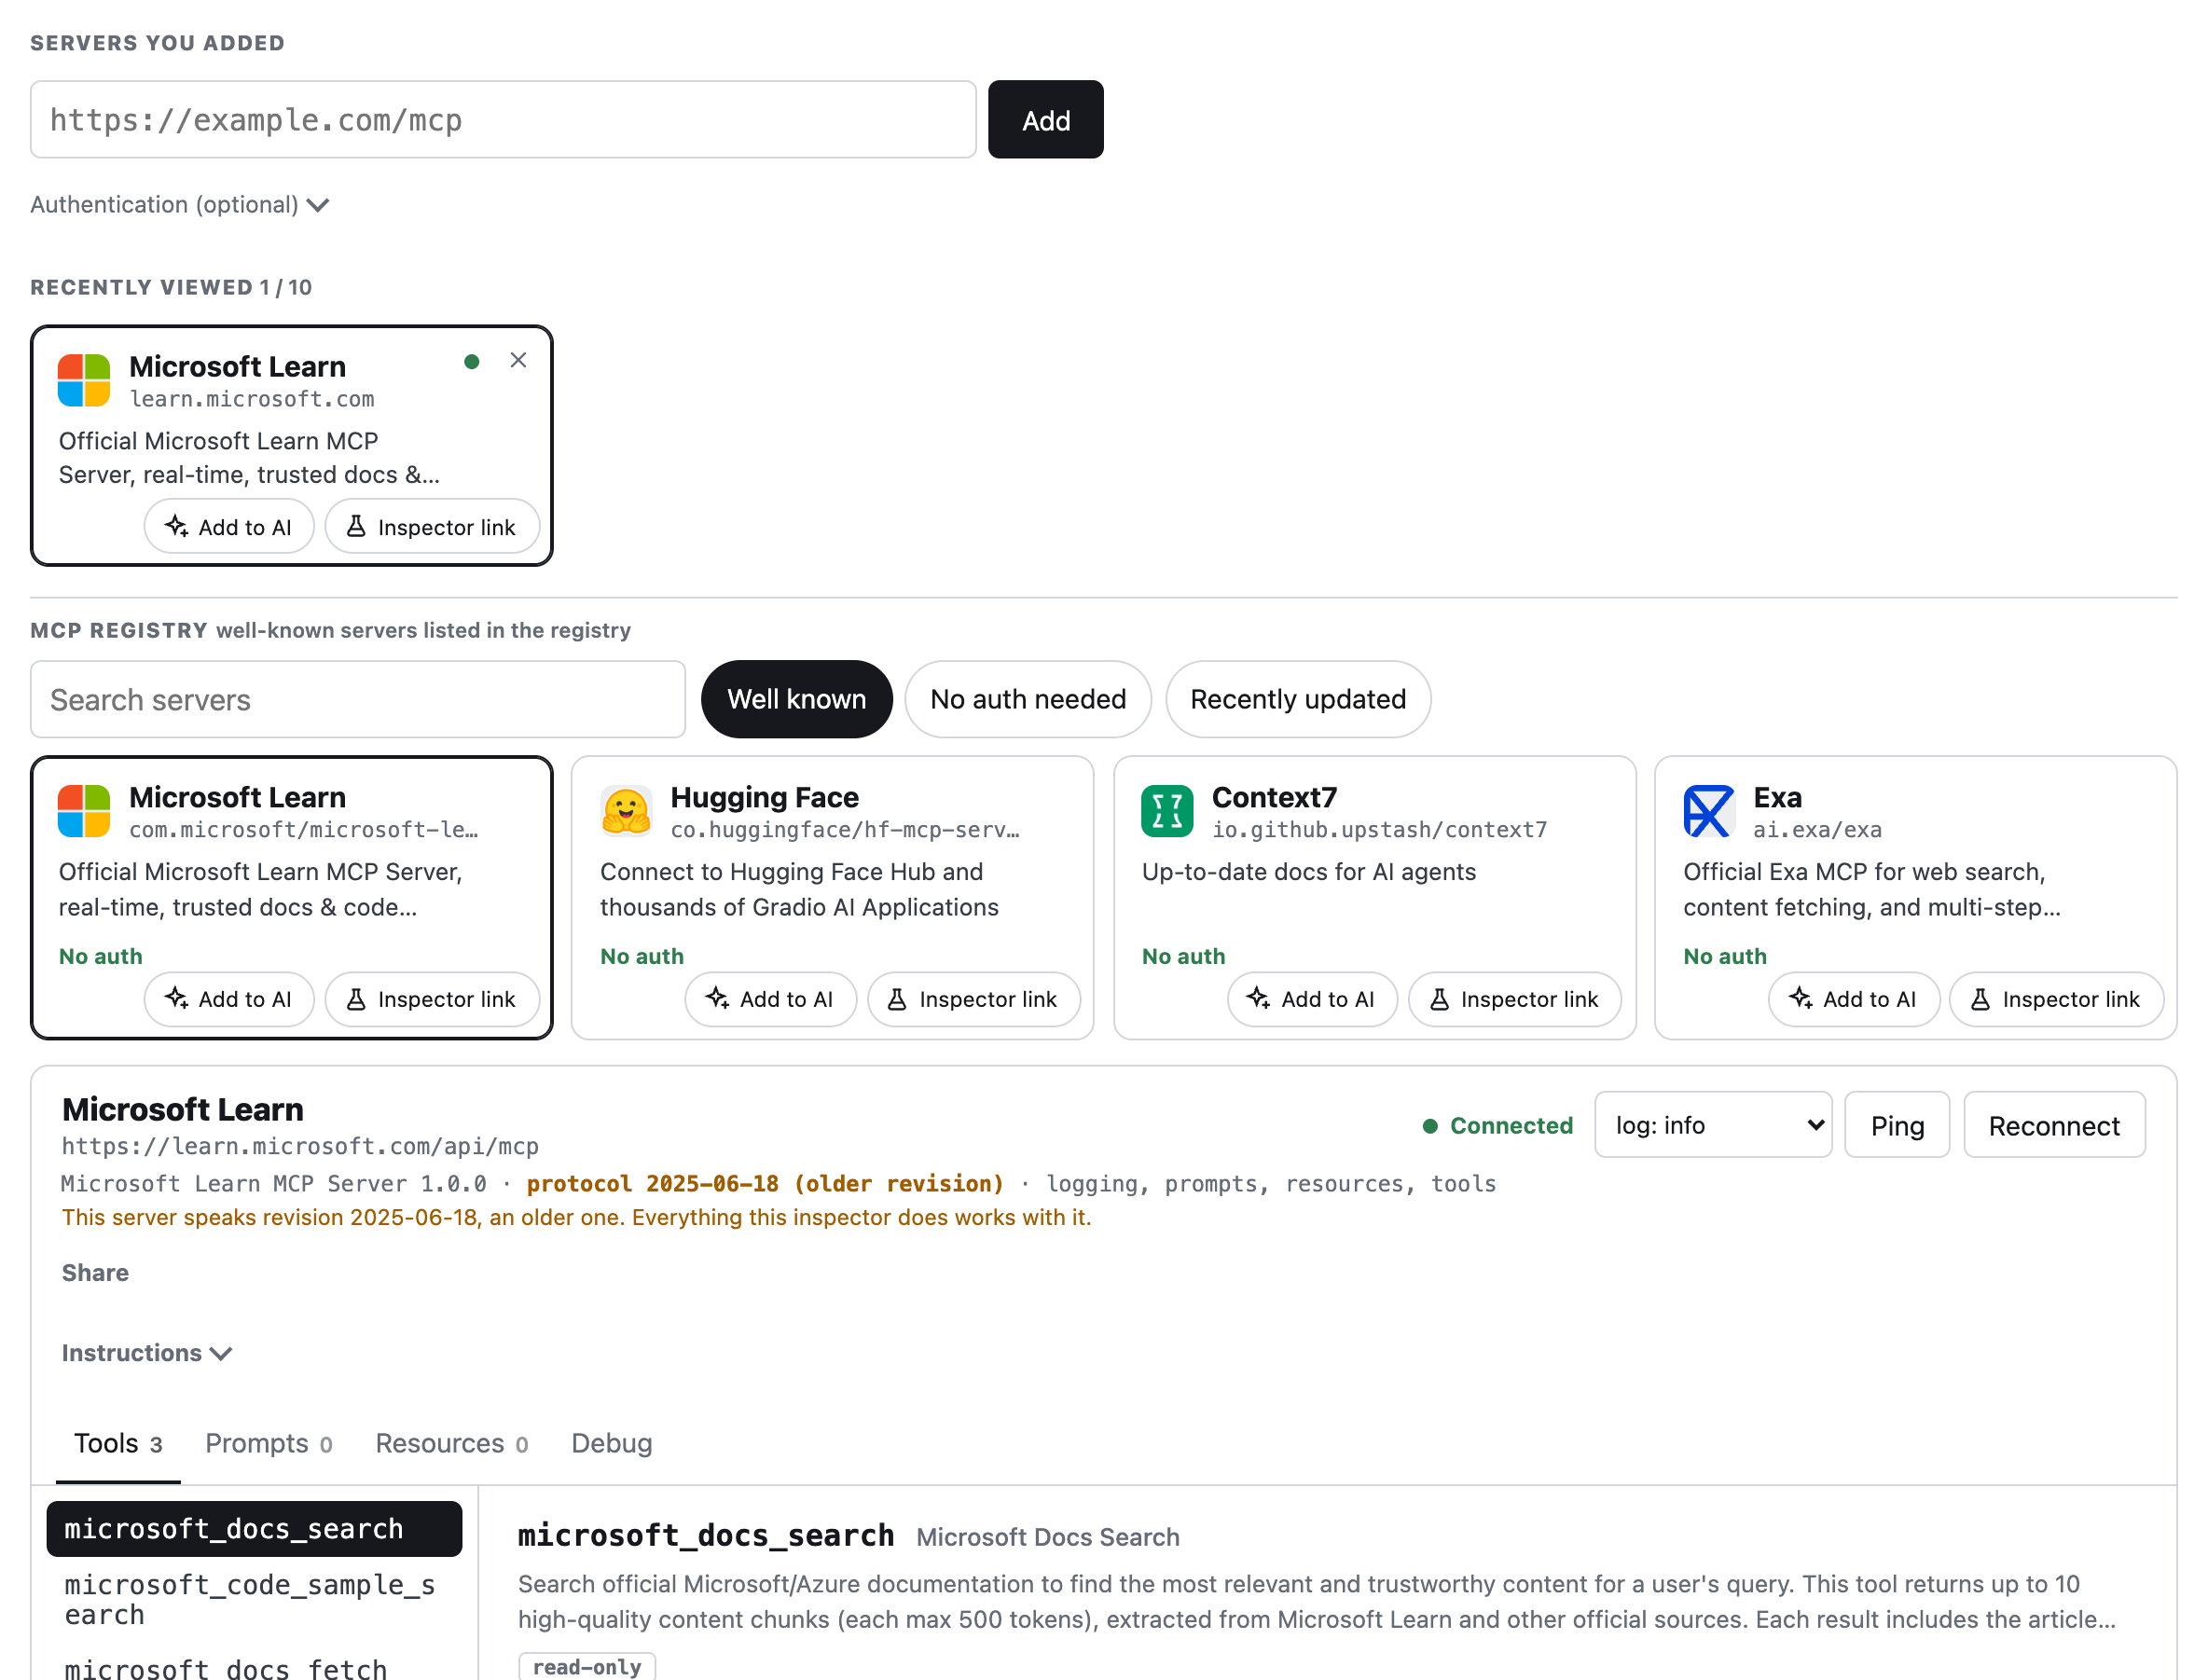 SERVERS YOU ADDED
https://example.com/mcp
Add
Authentication (optional)
RECENTLY VIEWED 1 / 10
Microsoft Learn
learn.microsoft.com
Official Microsoft Learn MCP
Server, real-time, trusted docs &...
Add to AI
Inspector link
MCP REGISTRY well-known servers listed in the registry
Search servers
Well known
No auth needed
Recently updated
Microsoft Learn
com.microsoft/microsoft-le…
Official Microsoft Learn MCP Server,
real-time, trusted docs & code...
No auth
Add to AI
Inspector link
Hugging Face
co.huggingface/hf-mcp-serv…
Connect to Hugging Face Hub and
thousands of Gradio AI Applications
No auth
Add to AI
Inspector link
Context7
io.github.upstash/context7
Up-to-date docs for AI agents
No auth
Add to AI
Inspector link
Exa
ai.exa/exa
Official Exa MCP for web search,
content fetching, and multi-step...
No auth
Add to AI
Inspector link
Microsoft Learn
https://learn.microsoft.com/api/mcp
Connected
log: info
Ping
Reconnect
Microsoft Learn MCP Server 1.0.0 · protocol 2025-06-18 (older revision) · logging, prompts, resources, tools
This server speaks revision 2025-06-18, an older one. Everything this inspector does works with it.
Share
Instructions
Tools 3
Prompts 0
Resources 0
Debug
microsoft_docs_search
microsoft_code_sample_s
earch
microsoft_docs_fetch
microsoft_docs_search Microsoft Docs Search
Search official Microsoft/Azure documentation to find the most relevant and trustworthy content for a user's query. This tool returns up to 10
high-quality content chunks (each max 500 tokens), extracted from Microsoft Learn and other official sources. Each result includes the article...
read-only